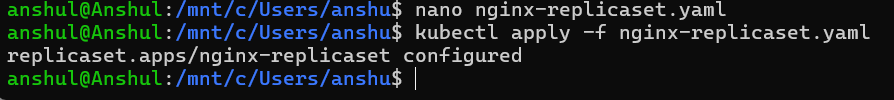 anshul@Anshul:/mnt/c/Users/anshu$ nano nginx-replicaset.yaml
anshul@Anshul:/mnt/c/Users/anshu$ kubectl apply -f nginx-replicaset.yaml
replicaset.apps/nginx-replicaset configured
anshul@Anshul:/mnt/c/Users/anshu$